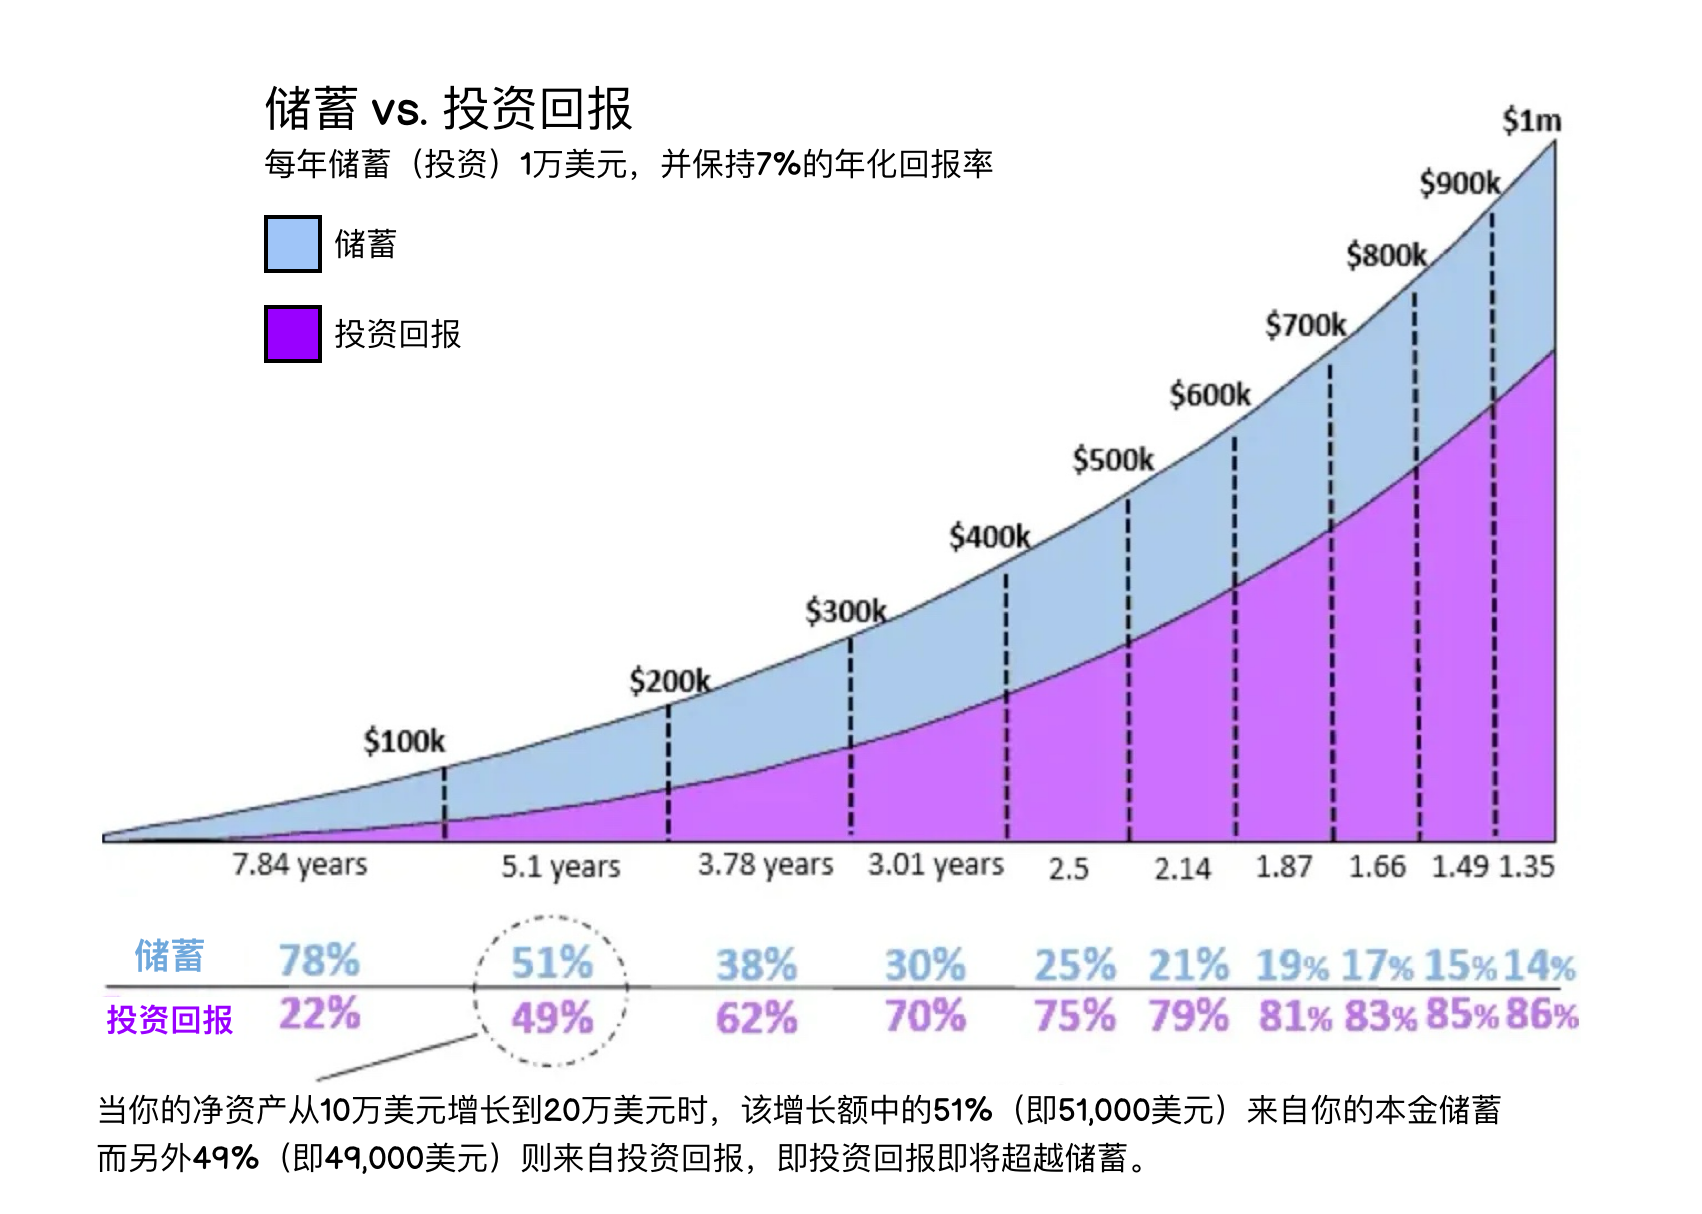 储蓄 vs. 投资回报
每年储蓄（投资）1万美元，并保持7%的年化回报率
储蓄
投资回报
$1m
$900k
$800k
$700k
$600k
$500k
$400k
$300k
$200k
$100k
7.84 years 5.1 years 3.78 years 3.01 years 2.5 2.14 1.87 1.66 1.49 1.35
储蓄 78% 51% 38% 30% 25% 21% 19% 17% 15% 14%
投资回报 22% 49% 62% 70% 75% 79% 81% 83% 85% 86%
当你的净资产从10万美元增长到20万美元时，该增长额中的51%（即51,000美元）来自你的本金储蓄
而另外49%（即49,000美元）则来自投资回报，即投资回报即将超越储蓄。